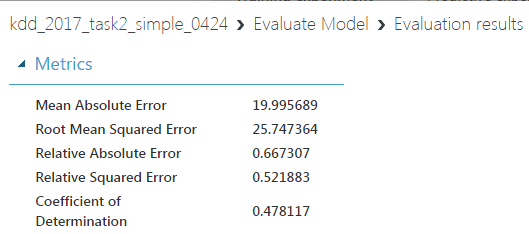 kdd_2017_task2_simple_0424 > Evaluate Model > Evaluation results
Metrics
Mean Absolute Error 19.995689
Root Mean Squared Error 25.747364
Relative Absolute Error 0.667307
Relative Squared Error 0.521883
Coefficient of
Determination 0.478117